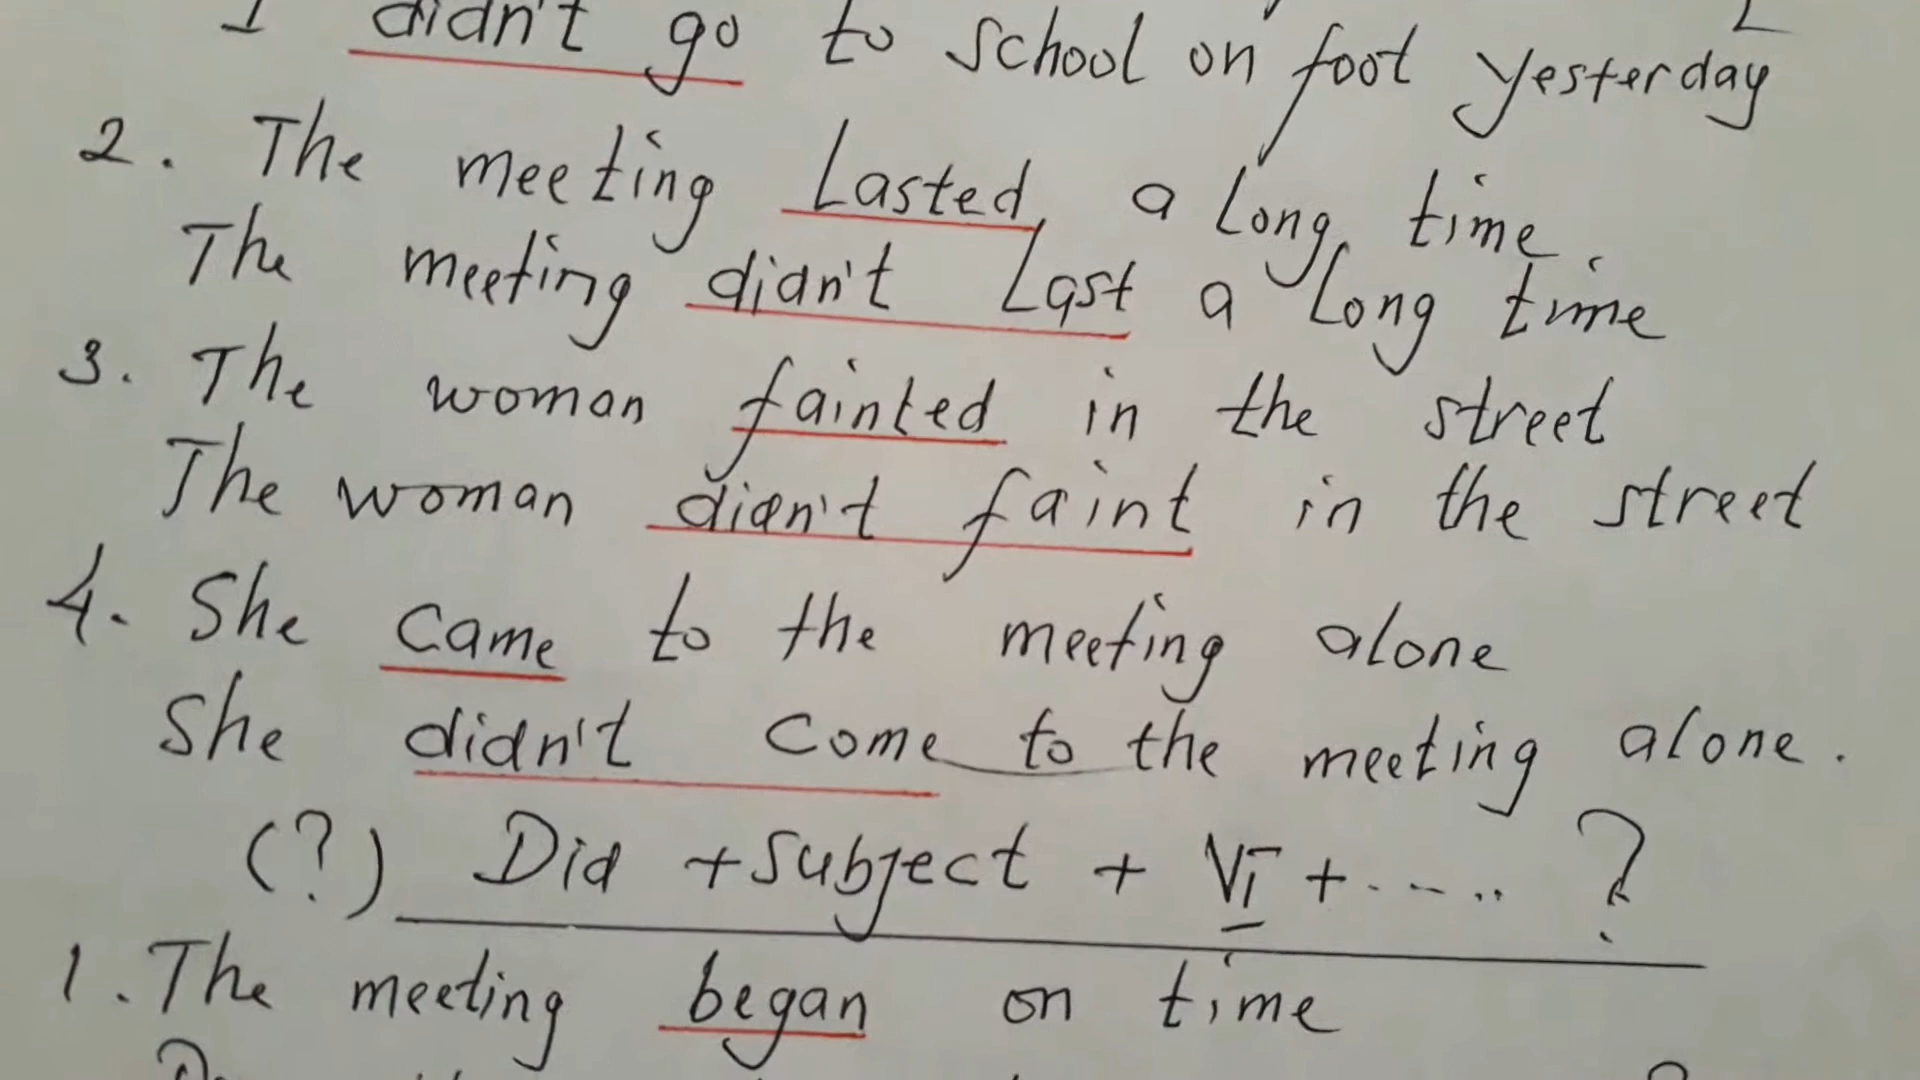 I didn't go to school on foot yesterday
2. The meeting Lasted a long time.
The meeting didn't Last a long time
3. The woman fainted in the street
The woman didn't faint in the street
4. She came to the meeting alone
She didn't come to the meeting alone.
(?) Did + Subject + VI + ..... ?
1. The meeting began on time